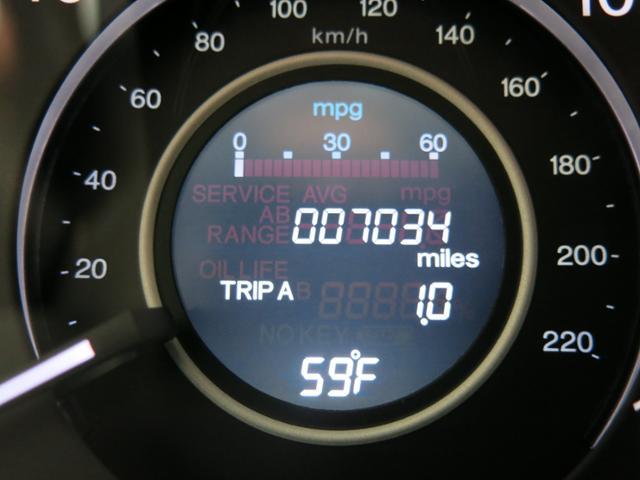 100 120
80 km/h 140
60 mpg 160
0 30 60
40 180
SERVICE AVG mpg
AB
RANGE 007034
miles 200
20 OIL LIFE
TRIP A B 1.0
NO KEY 220
59°F